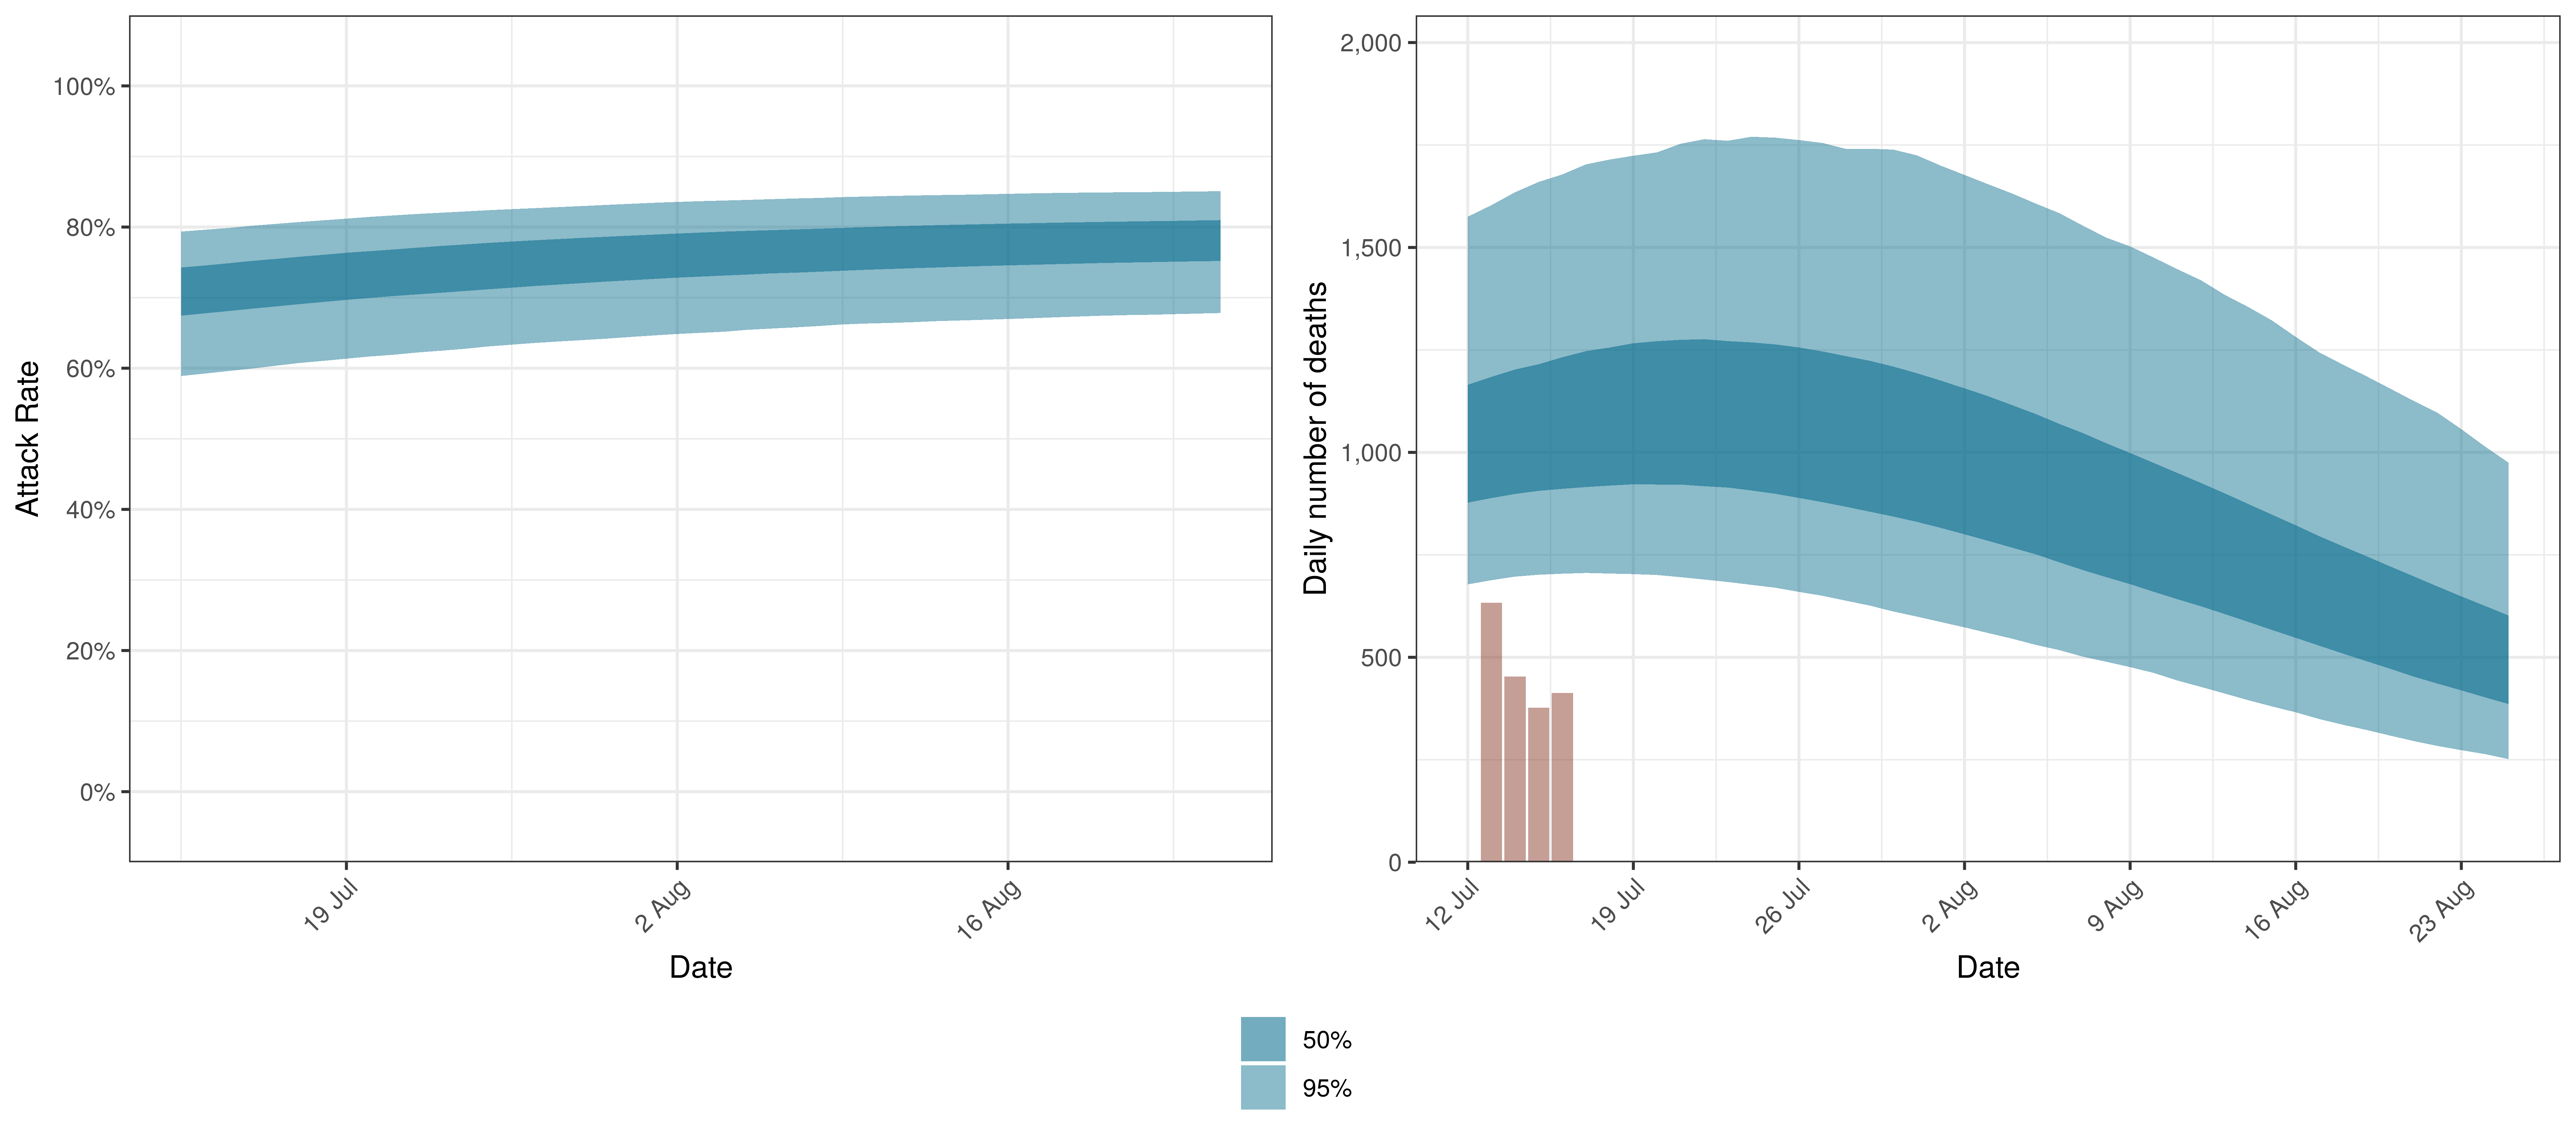 Attack Rate
100%
80%
60%
40%
20%
0%
19 Jul
2 Aug
16 Aug
Date
Daily number of deaths
2,000
1,500
1,000
500
0
12 Jul
19 Jul
26 Jul
2 Aug
9 Aug
16 Aug
23 Aug
Date
50%
95%